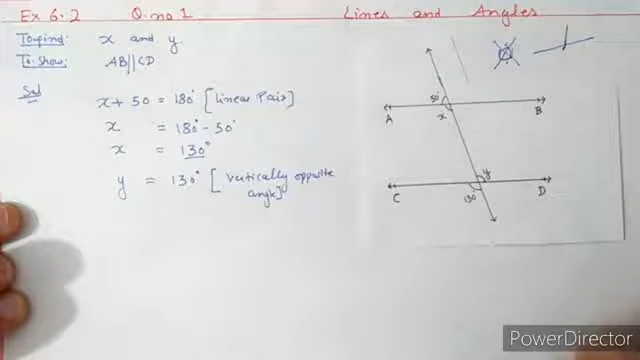 Ex 6.2 Q.no 1 Lines and Angles
To find: x and y
To Show: AB||CD
Sol
x + 50 = 180° [Linear Pair]
x = 180° - 50°
x = 130°
y = 130° [vertically opposite
angle]
50°
A
B
x
y
C
D
130
PowerDirector